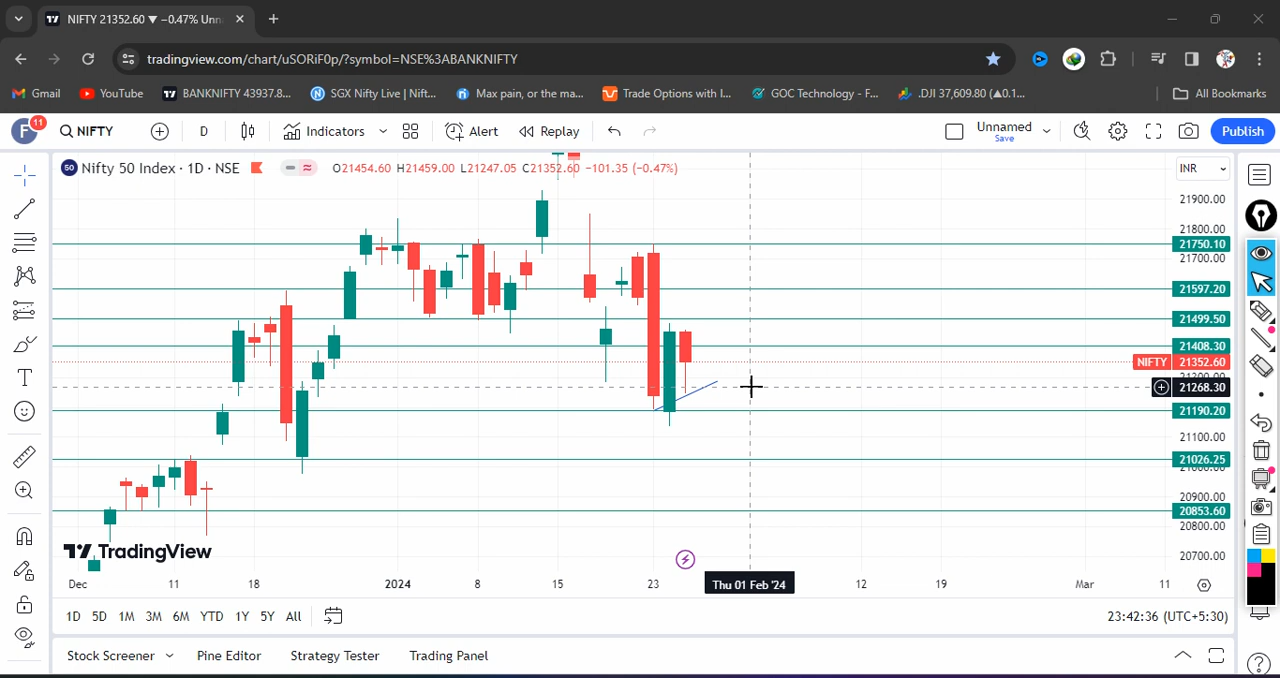 NIFTY 21352.60 ▼ −0.47% Unn
tradingview.com/chart/uSORiF0p/?symbol=NSE%3ABANKNIFTY
Gmail YouTube BANKNIFTY 43937.8... SGX Nifty Live | Nift... Max pain, or the ma... Trade Options with I... GOC Technology - F... .DJI 37,609.80 (▲0.1... All Bookmarks
F 11 NIFTY D Indicators Alert Replay Unnamed Save Publish
50 Nifty 50 Index · 1D · NSE O21454.60 H21459.00 L21247.05 C21352.60 −101.35 (−0.47%) INR
21900.00
21800.00
21750.10
21700.00
21597.20
21499.50
21408.30
NIFTY 21352.60
21268.30
21190.20
21100.00
21026.25
20900.00
20853.60
20800.00
20700.00
TradingView
Dec 11 18 2024 8 15 23 Thu 01 Feb '24 12 19 Mar 11
1D 5D 1M 3M 6M YTD 1Y 5Y All 23:42:36 (UTC+5:30)
Stock Screener Pine Editor Strategy Tester Trading Panel